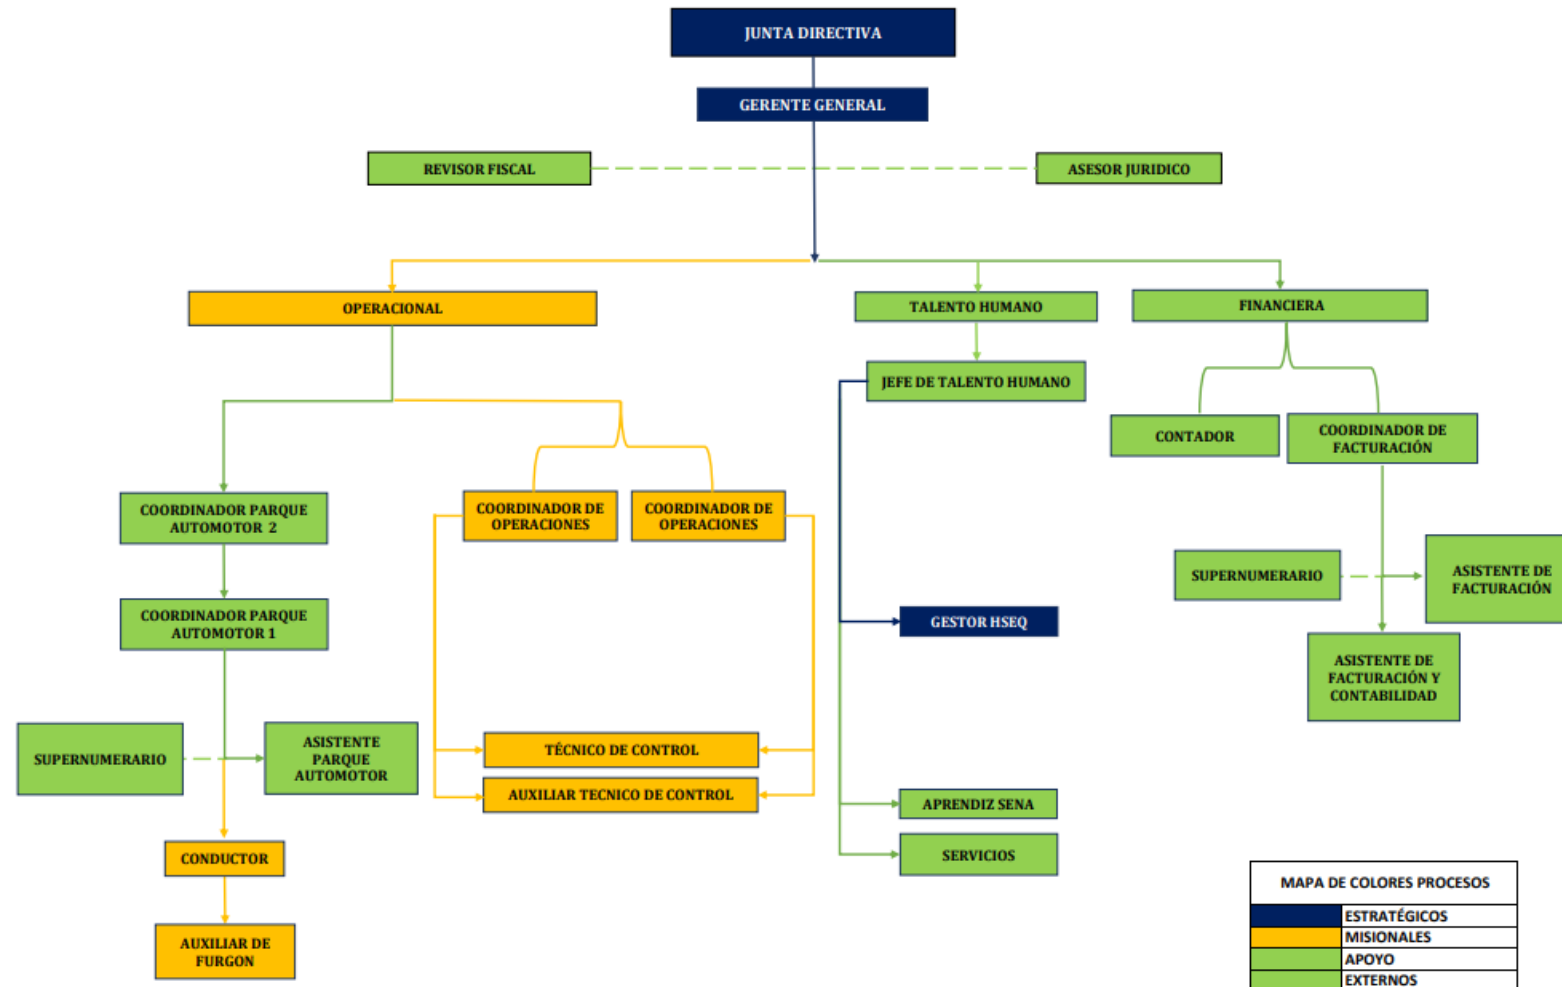 JUNTA DIRECTIVA
GERENTE GENERAL
REVISOR FISCAL
ASESOR JURIDICO
OPERACIONAL
TALENTO HUMANO
FINANCIERA
JEFE DE TALENTO HUMANO
CONTADOR
COORDINADOR DE
FACTURACIÓN
COORDINADOR PARQUE
AUTOMOTOR 2
COORDINADOR DE
OPERACIONES
COORDINADOR DE
OPERACIONES
SUPERNUMERARIO
ASISTENTE DE
FACTURACIÓN
COORDINADOR PARQUE
AUTOMOTOR 1
GESTOR HSEQ
ASISTENTE DE
FACTURACIÓN Y
CONTABILIDAD
SUPERNUMERARIO
ASISTENTE
PARQUE
AUTOMOTOR
TÉCNICO DE CONTROL
AUXILIAR TECNICO DE CONTROL
APRENDIZ SENA
SERVICIOS
CONDUCTOR
AUXILIAR DE
FURGON
MAPA DE COLORES PROCESOS
ESTRATÉGICOS
MISIONALES
APOYO
EXTERNOS